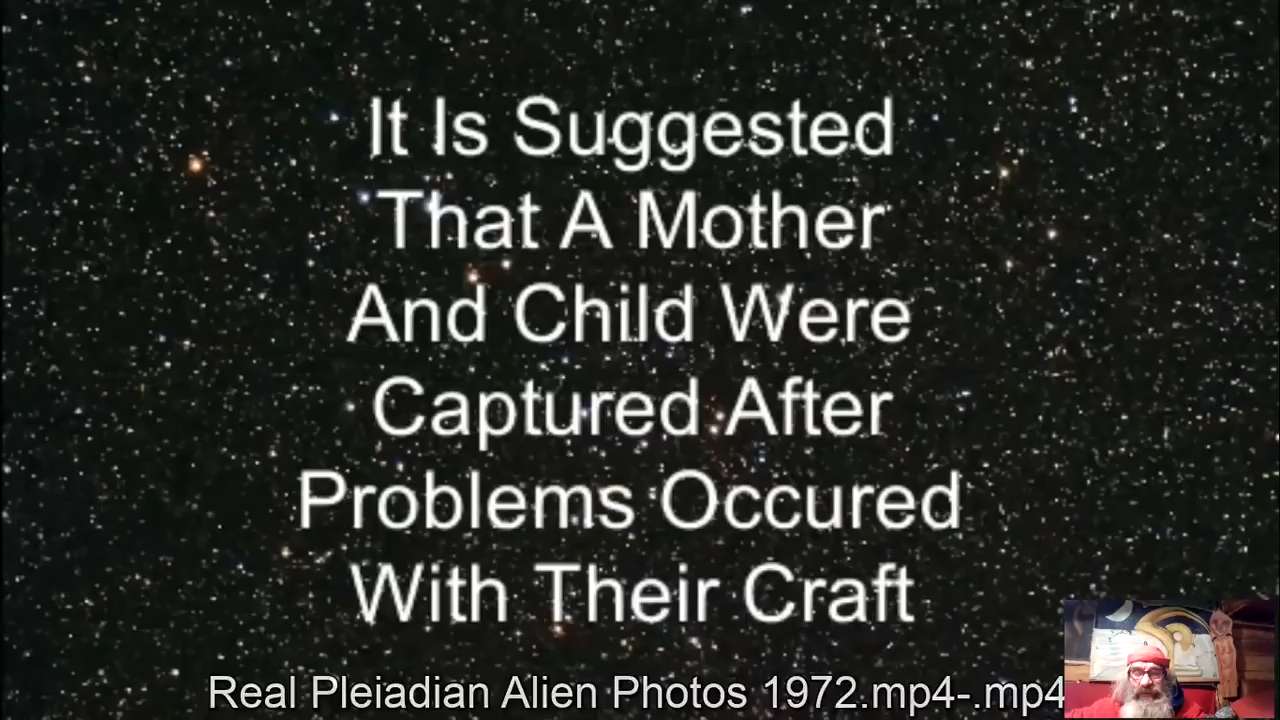 It Is Suggested
That A Mother
And Child Were
Captured After
Problems Occured
With Their Craft
Real Pleiadian Alien Photos 1972.mp4-.mp4